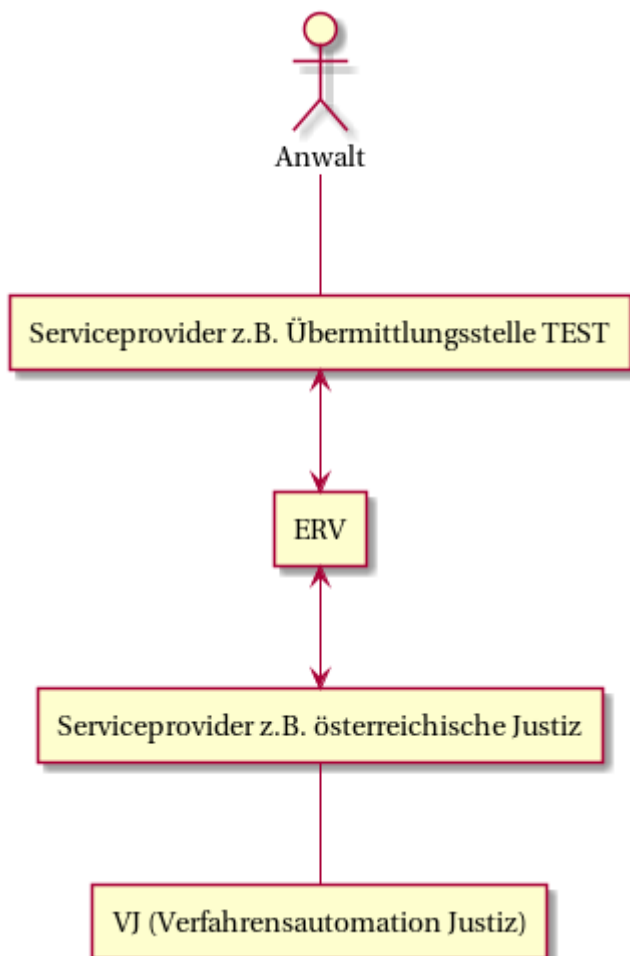 Anwalt
Serviceprovider z.B. Übermittlungsstelle TEST
ERV
Serviceprovider z.B. österreichische Justiz
VJ (Verfahrensautomation Justiz)